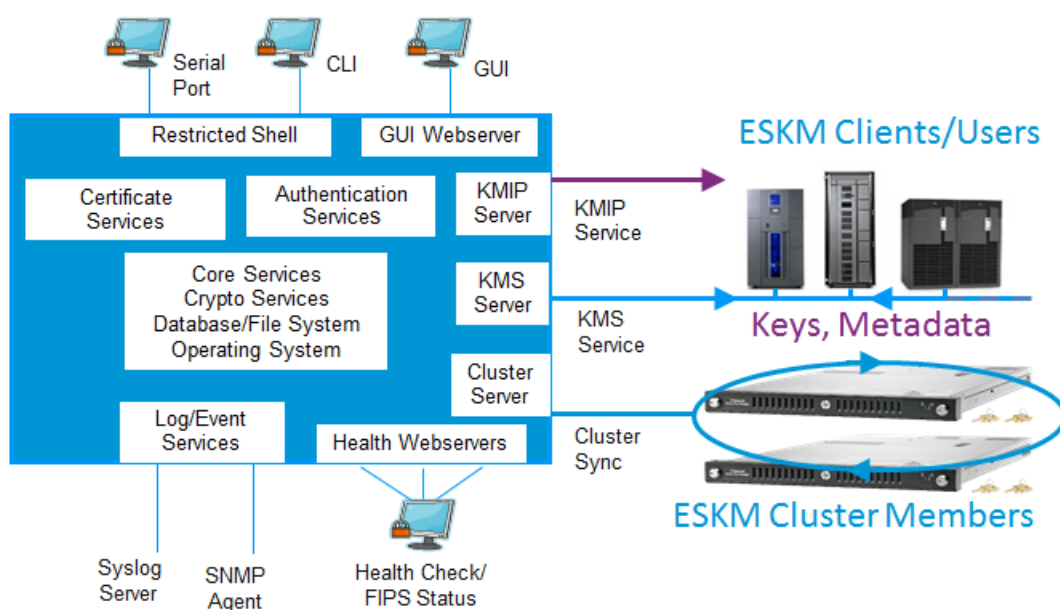 Serial
Port
CLI
GUI
Restricted Shell
GUI Webserver
ESKM Clients/Users
Certificate
Services
Authentication
Services
KMIP
Server
KMIP
Service
Core Services
Crypto Services
Database/File System
Operating System
KMS
Server
KMS
Service
Keys, Metadata
Cluster
Server
Cluster
Sync
Log/Event
Services
Health Webservers
ESKM Cluster Members
Syslog
Server
SNMP
Agent
Health Check/
FIPS Status